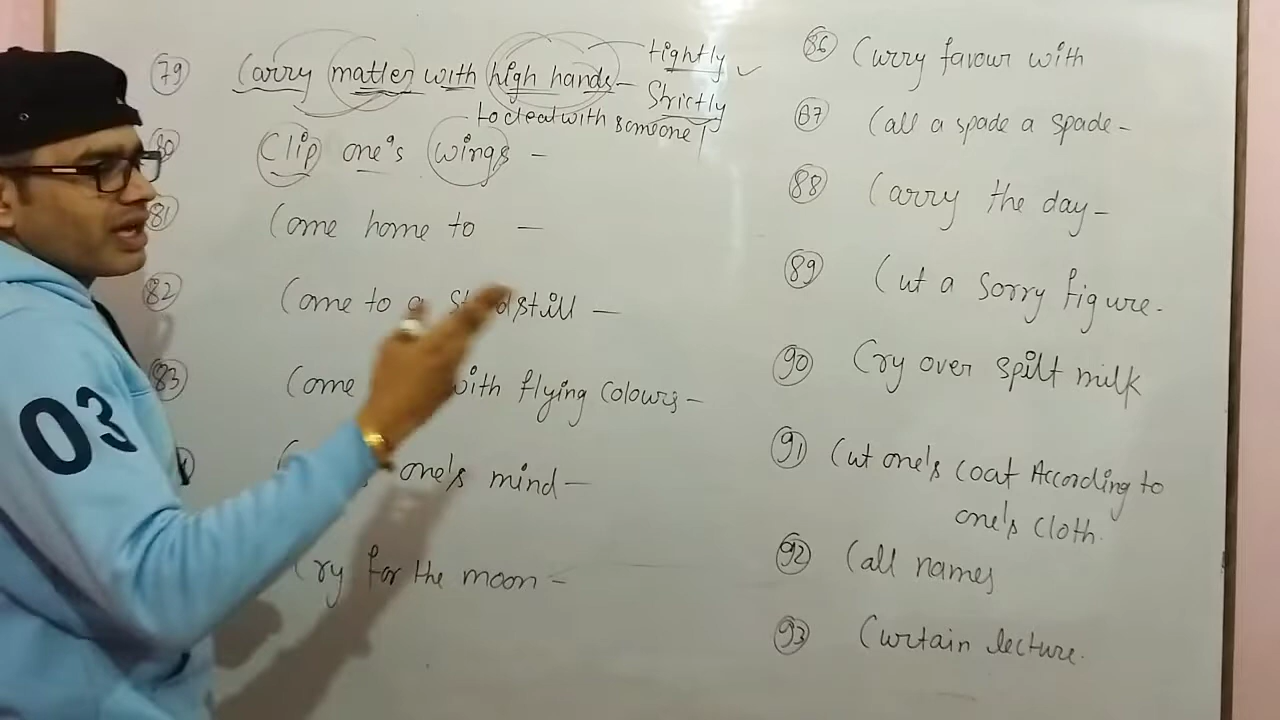 79 Carry matter with high hands - tightly
Strictly
to deal with someone
80 Clip one's wings -
81 Come home to -
82 Come to a standstill -
83 Come with flying colours -
one's mind -
Cry for the moon -
86 Curry favour with
87 Call a spade a spade -
88 Carry the day -
89 Cut a sorry figure.
90 Cry over spilt milk
91 Cut one's coat According to
one's cloth.
92 Call names
93 Curtain lecture.
03